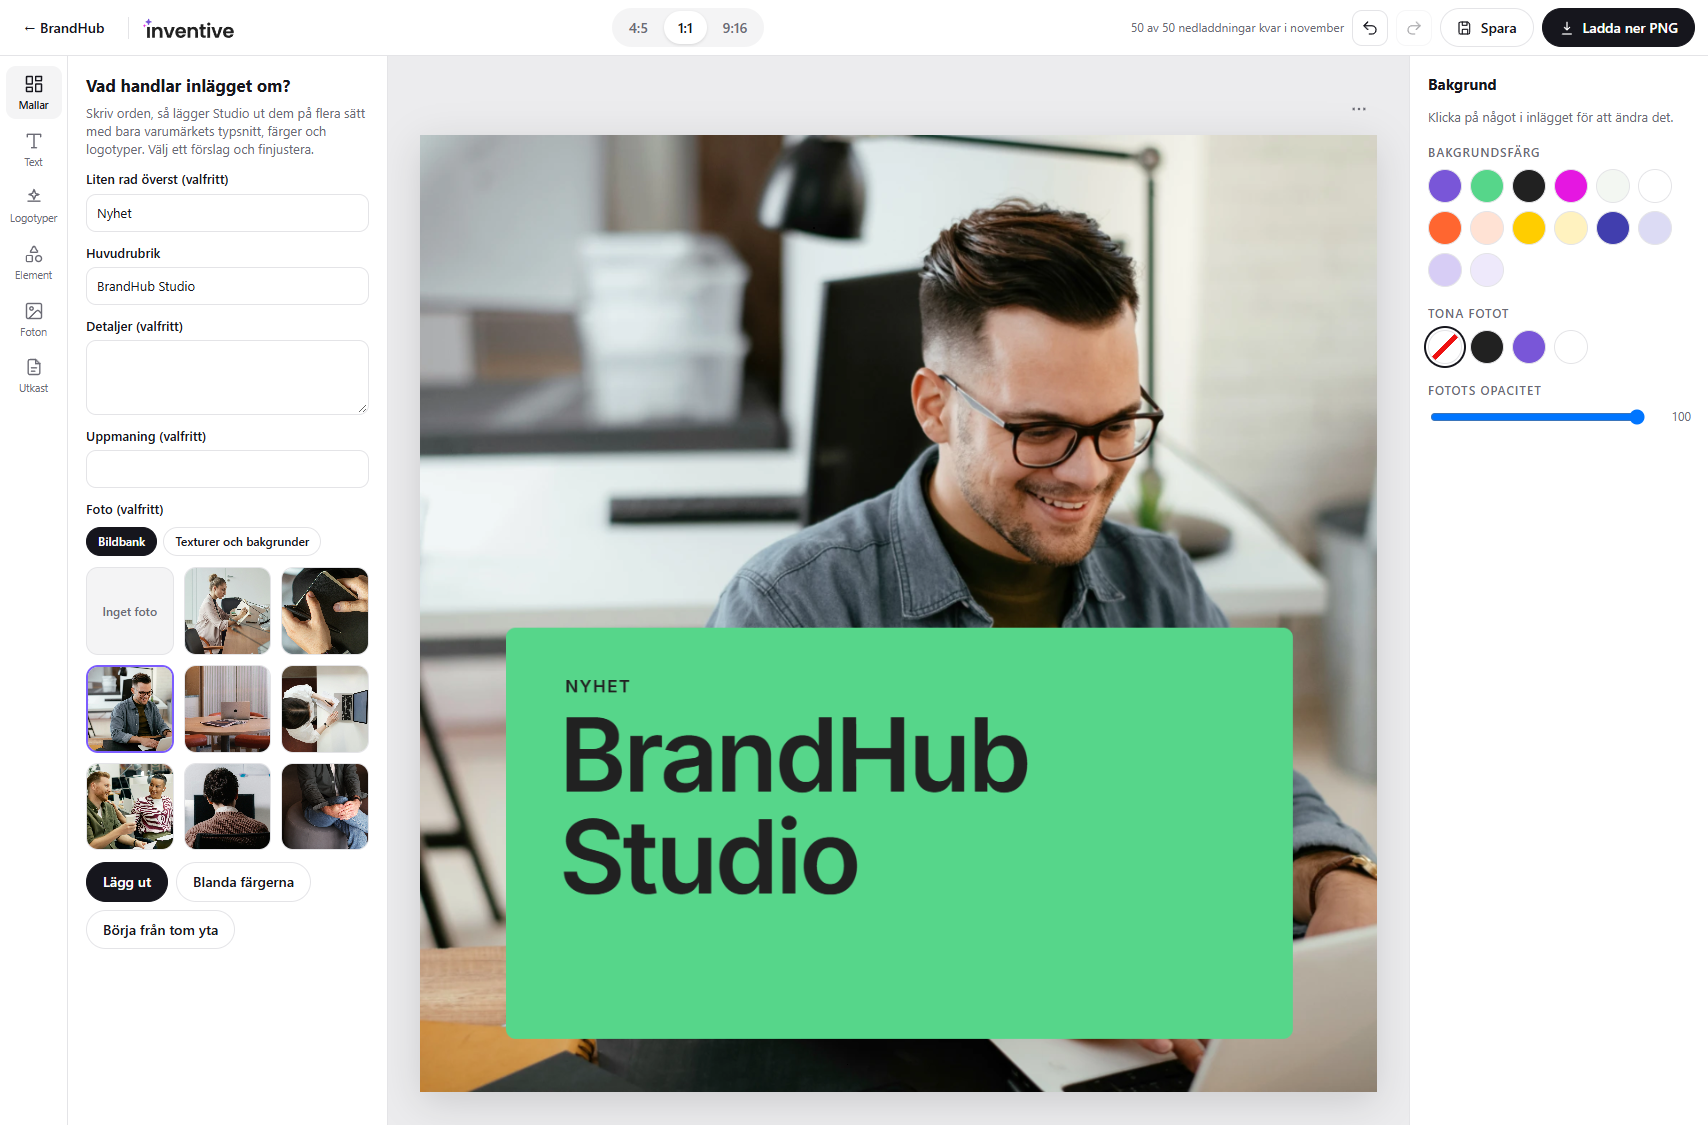 ← BrandHub
inventive
4:5 1:1 9:16
50 av 50 nedladdningar kvar i november
Spara
Ladda ner PNG
Mallar
Text
Logotyper
Element
Foton
Utkast
Vad handlar inlägget om?
Skriv orden, så lägger Studio ut dem på flera sätt
med bara varumärkets typsnitt, färger och
logotyper. Välj ett förslag och finjustera.
Liten rad överst (valfritt)
Nyhet
Huvudrubrik
BrandHub Studio
Detaljer (valfritt)
Uppmaning (valfritt)
Foto (valfritt)
Bildbank
Texturer och bakgrunder
Inget foto
Lägg ut
Blanda färgerna
Börja från tom yta
NYHET
BrandHub
Studio
Bakgrund
Klicka på något i inlägget för att ändra det.
BAKGRUNDSFÄRG
TONA FOTOT
FOTOTS OPACITET
100